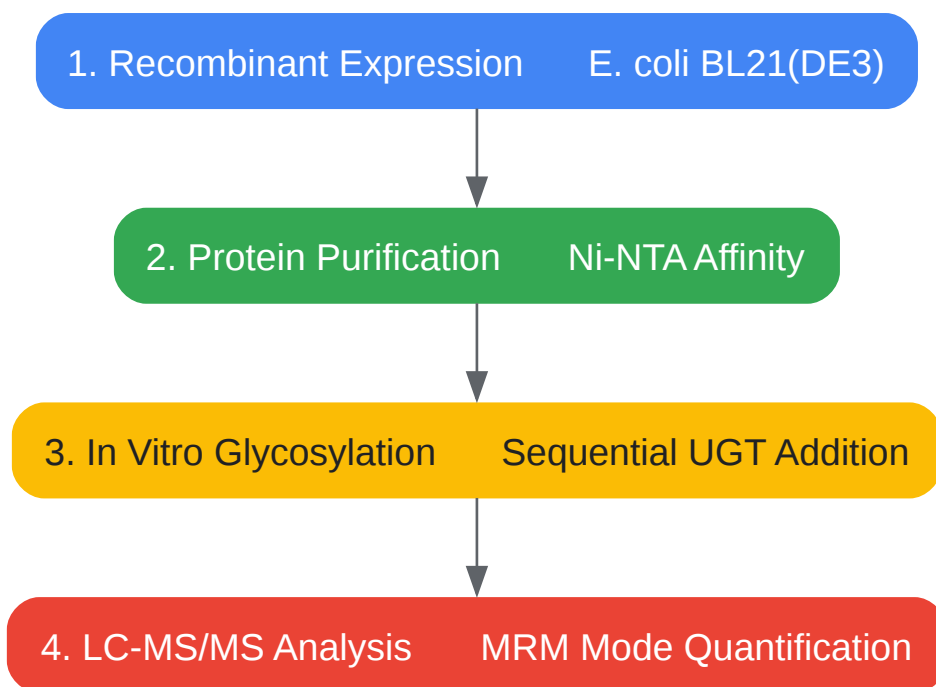 1. Recombinant Expression E. coli BL21(DE3)
2. Protein Purification Ni-NTA Affinity
3. In Vitro Glycosylation Sequential UGT Addition
4. LC-MS/MS Analysis MRM Mode Quantification